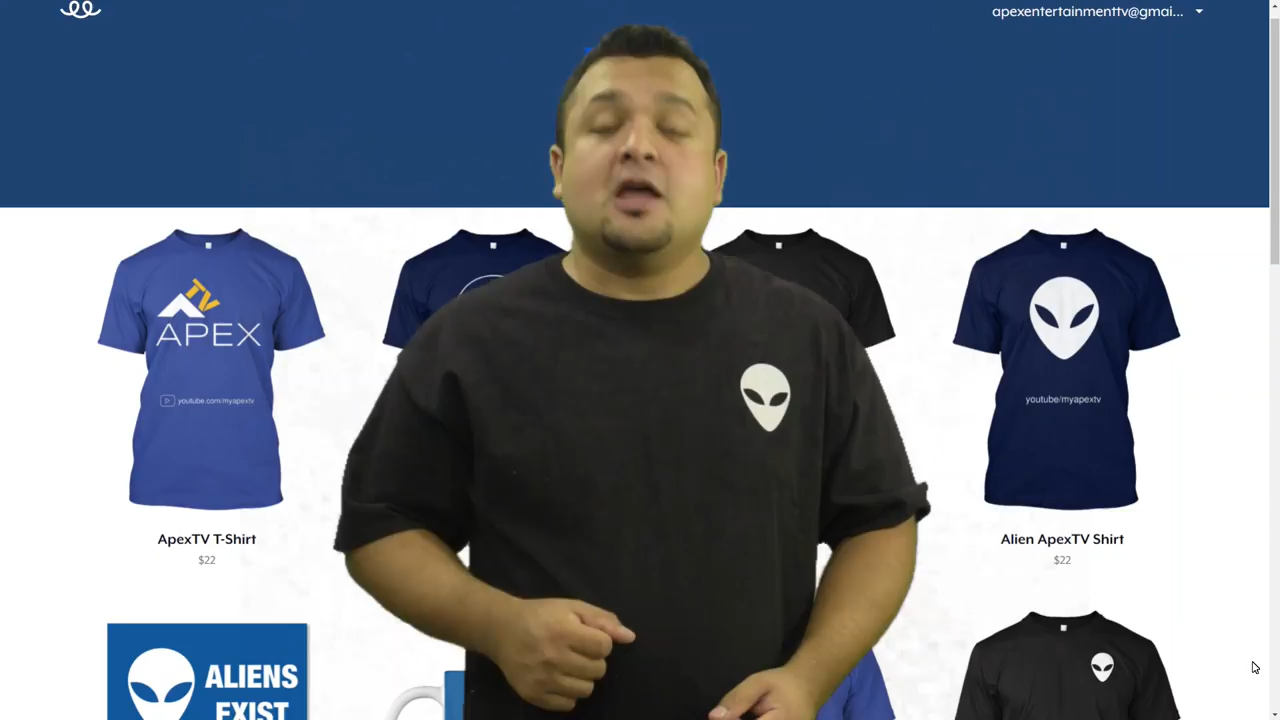 apexentertainmenttv@gmai...
TV
APEX
youtube.com/myapextv
youtube/myapextv
ApexTV T-Shirt
$22
Alien ApexTV Shirt
$22
ALIENS
EXIST